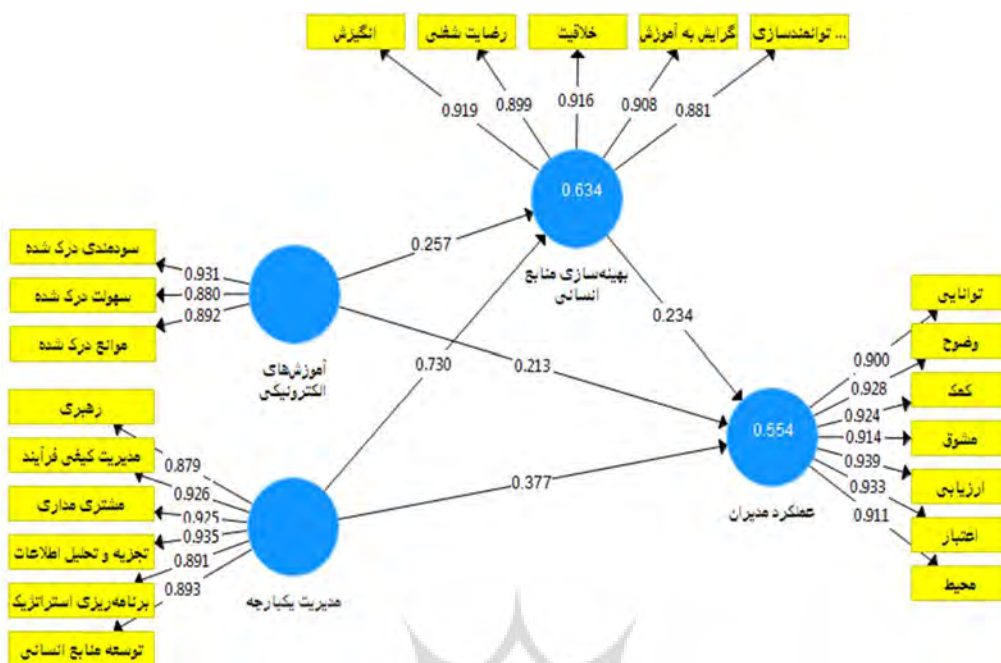 انگیزش
رضایت شغلی
خلاقیت
گرایش به آموزش
توانمندسازی ...
0.919
0.899
0.916
0.908
0.881
0.634
بهینه‌سازی منابع
انسانی
سودمندی درک شده
سهولت درک شده
موانع درک شده
0.931
0.880
0.892
آموزش‌های
الکترونیکی
0.257
0.730
0.213
0.234
0.377
رهبری
مدیریت کیفی فرآیند
مشتری مداری
تجزیه و تحلیل اطلاعات
برنامه‌ریزی استراتژیک
توسعه منابع انسانی
0.879
0.926
0.925
0.935
0.891
0.893
مدیریت یکپارچه
0.554
عملکرد مدیران
0.900
0.928
0.924
0.914
0.939
0.933
0.911
توانایی
وضوح
کمک
مشوق
ارزیابی
اعتبار
محیط